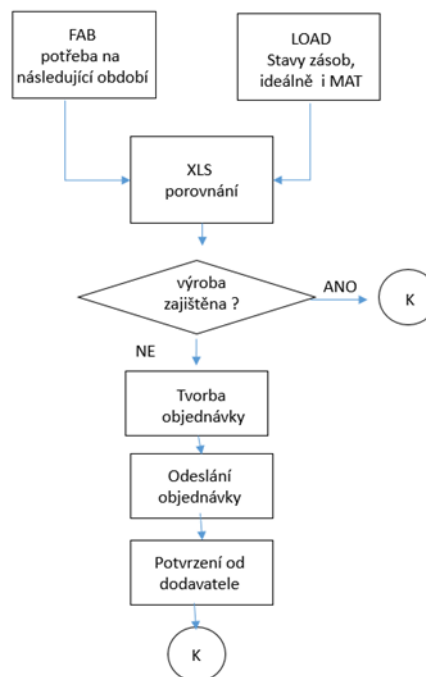 FAB
potřeba na
následující období
LOAD
Stavy zásob,
ideálně i MAT
XLS
porovnání
výroba
zajištěna ?
ANO
K
NE
Tvorba
objednávky
Odeslání
objednávky
Potvrzení od
dodavatele
K